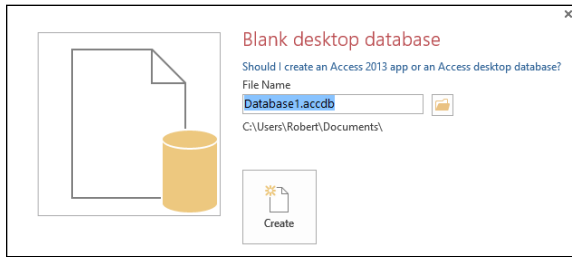 Blank desktop database
Should I create an Access 2013 app or an Access desktop database?
File Name
Database1.accdb
C:\Users\Robert\Documents\
Create